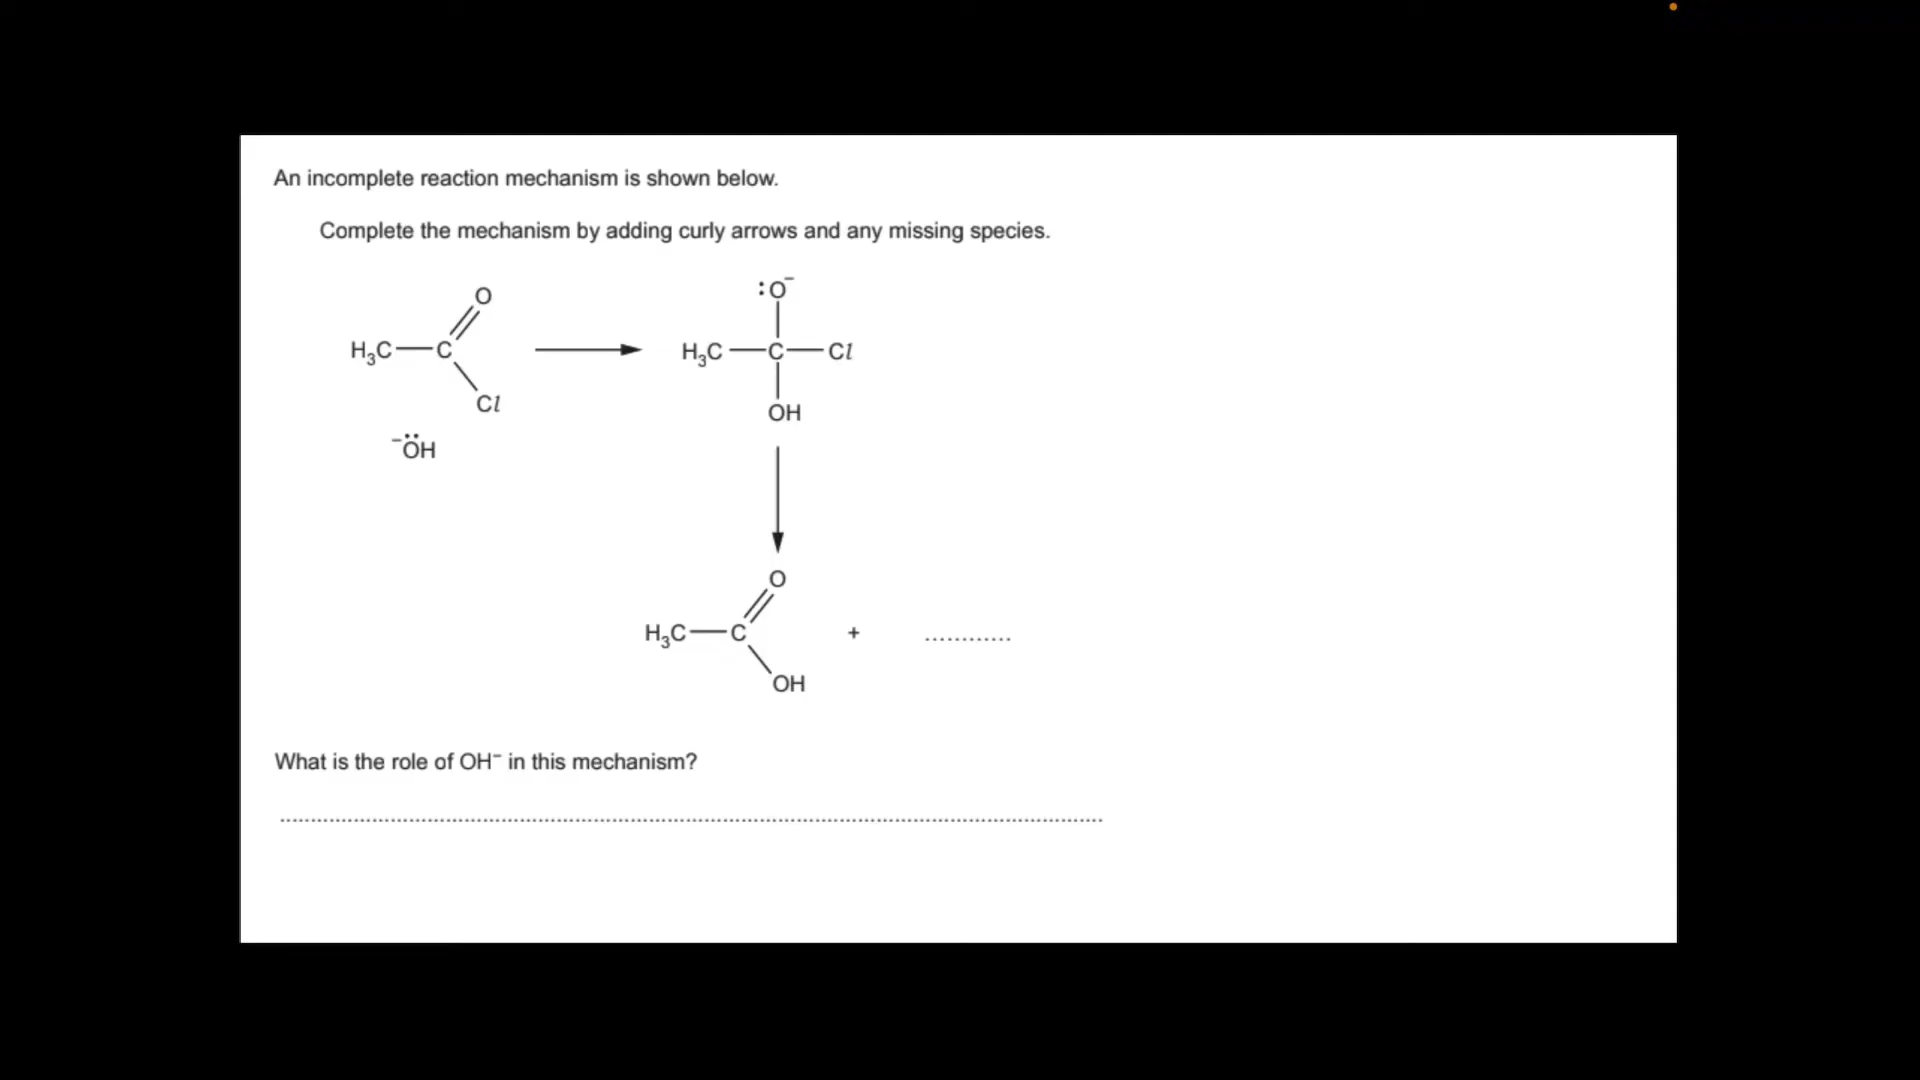 An incomplete reaction mechanism is shown below.
Complete the mechanism by adding curly arrows and any missing species.
O
H₃C C
Cl
⁻ÖH
:O⁻
H₃C C Cl
OH
O
H₃C C + ............
OH
What is the role of OH⁻ in this mechanism?